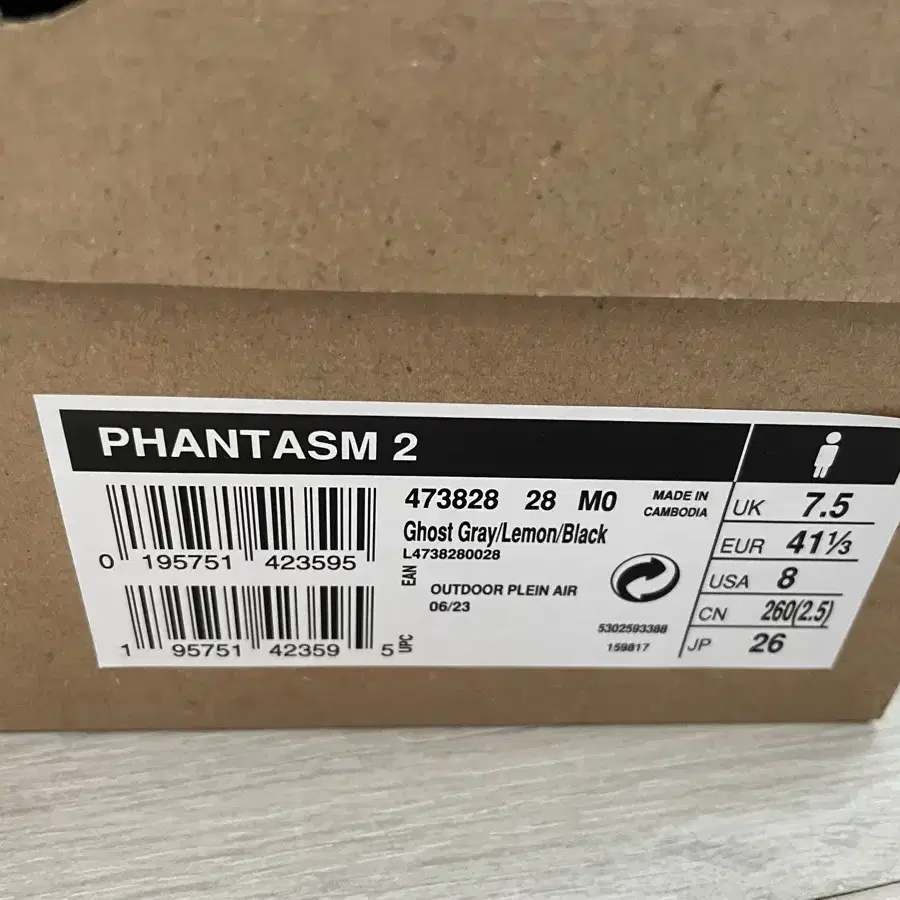 PHANTASM 2
0 195751 423595
1 95751 42359 5
EAN
UPC
473828 28 M0
Ghost Gray/Lemon/Black
L4738280028
OUTDOOR PLEIN AIR
06/23
MADE IN
CAMBODIA
5302593388
159817
UK 7.5
EUR 41⅓
USA 8
CN 260(2.5)
JP 26